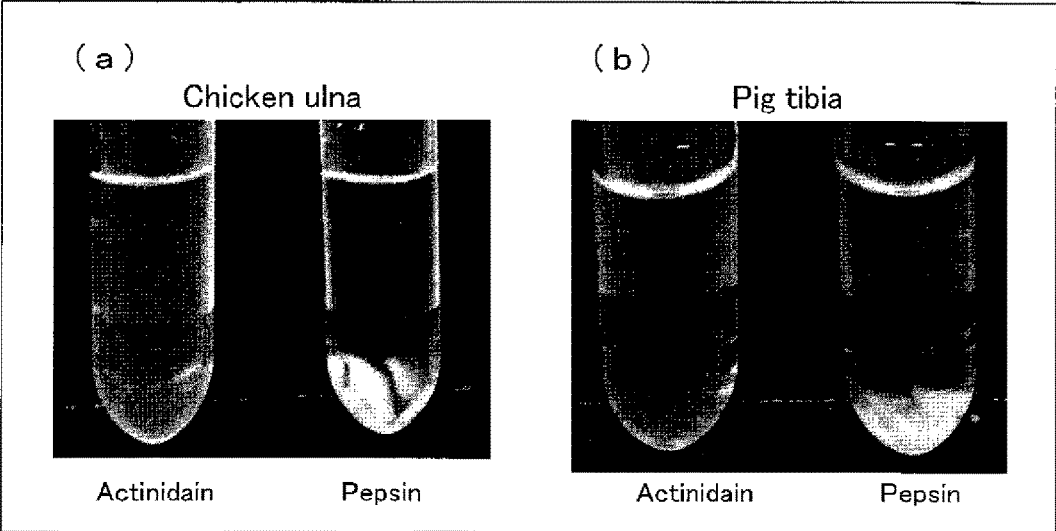 (a)
Chicken ulna
Actinidain
Pepsin
(b)
Pig tibia
Actinidain
Pepsin